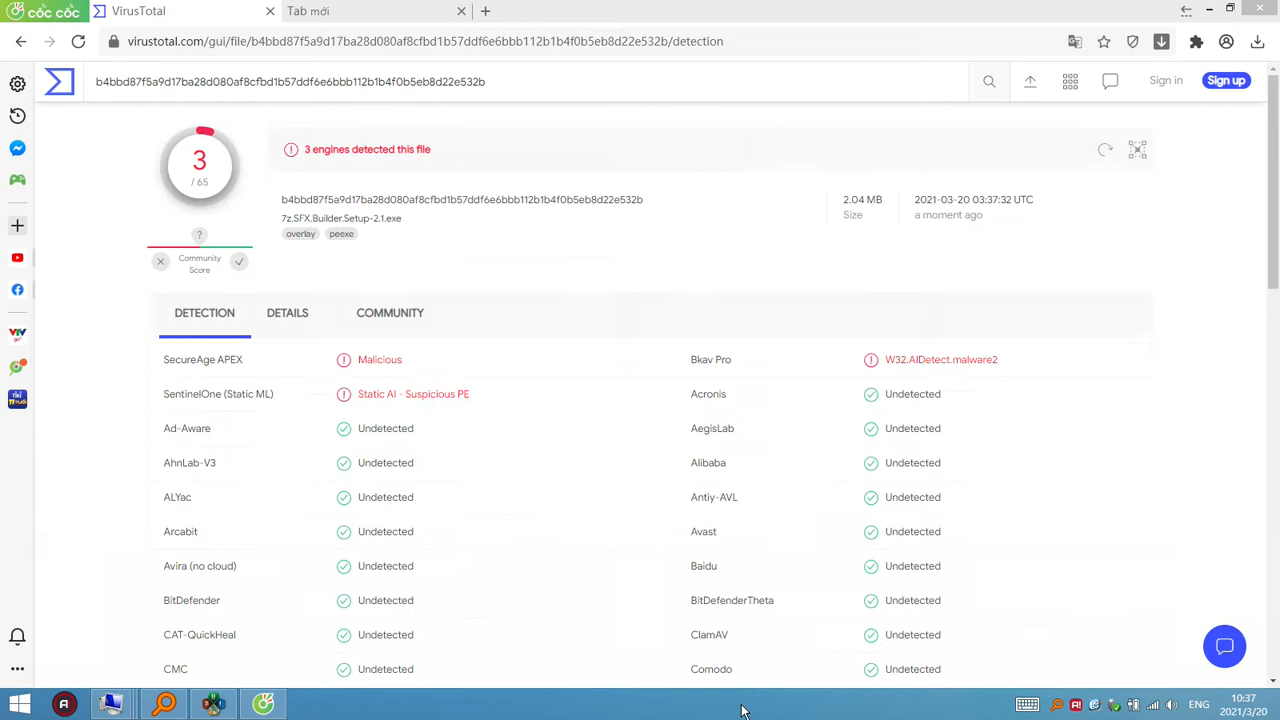 cốc cốc
VirusTotal
Tab mới
virustotal.com/gui/file/b4bbd87f5a9d17ba28d080af8cfbd1b57ddf6e6bbb112b1b4f0b5eb8d22e532b/detection
b4bbd87f5a9d17ba28d080af8cfbd1b57ddf6e6bbb112b1b4f0b5eb8d22e532b
Sign in
Sign up
3
/ 65
3 engines detected this file
b4bbd87f5a9d17ba28d080af8cfbd1b57ddf6e6bbb112b1b4f0b5eb8d22e532b
7z.SFX.Builder.Setup-2.1.exe
overlay
peexe
2.04 MB
Size
2021-03-20 03:37:32 UTC
a moment ago
?
Community
Score
DETECTION
DETAILS
COMMUNITY
SecureAge APEX
Malicious
Bkav Pro
W32.AIDetect.malware2
SentinelOne (Static ML)
Static AI - Suspicious PE
Acronis
Undetected
Ad-Aware
Undetected
AegisLab
Undetected
AhnLab-V3
Undetected
Alibaba
Undetected
ALYac
Undetected
Antiy-AVL
Undetected
Arcabit
Undetected
Avast
Undetected
Avira (no cloud)
Undetected
Baidu
Undetected
BitDefender
Undetected
BitDefenderTheta
Undetected
CAT-QuickHeal
Undetected
ClamAV
Undetected
CMC
Undetected
Comodo
Undetected
VTV
go
ENG
10:37
2021/3/20